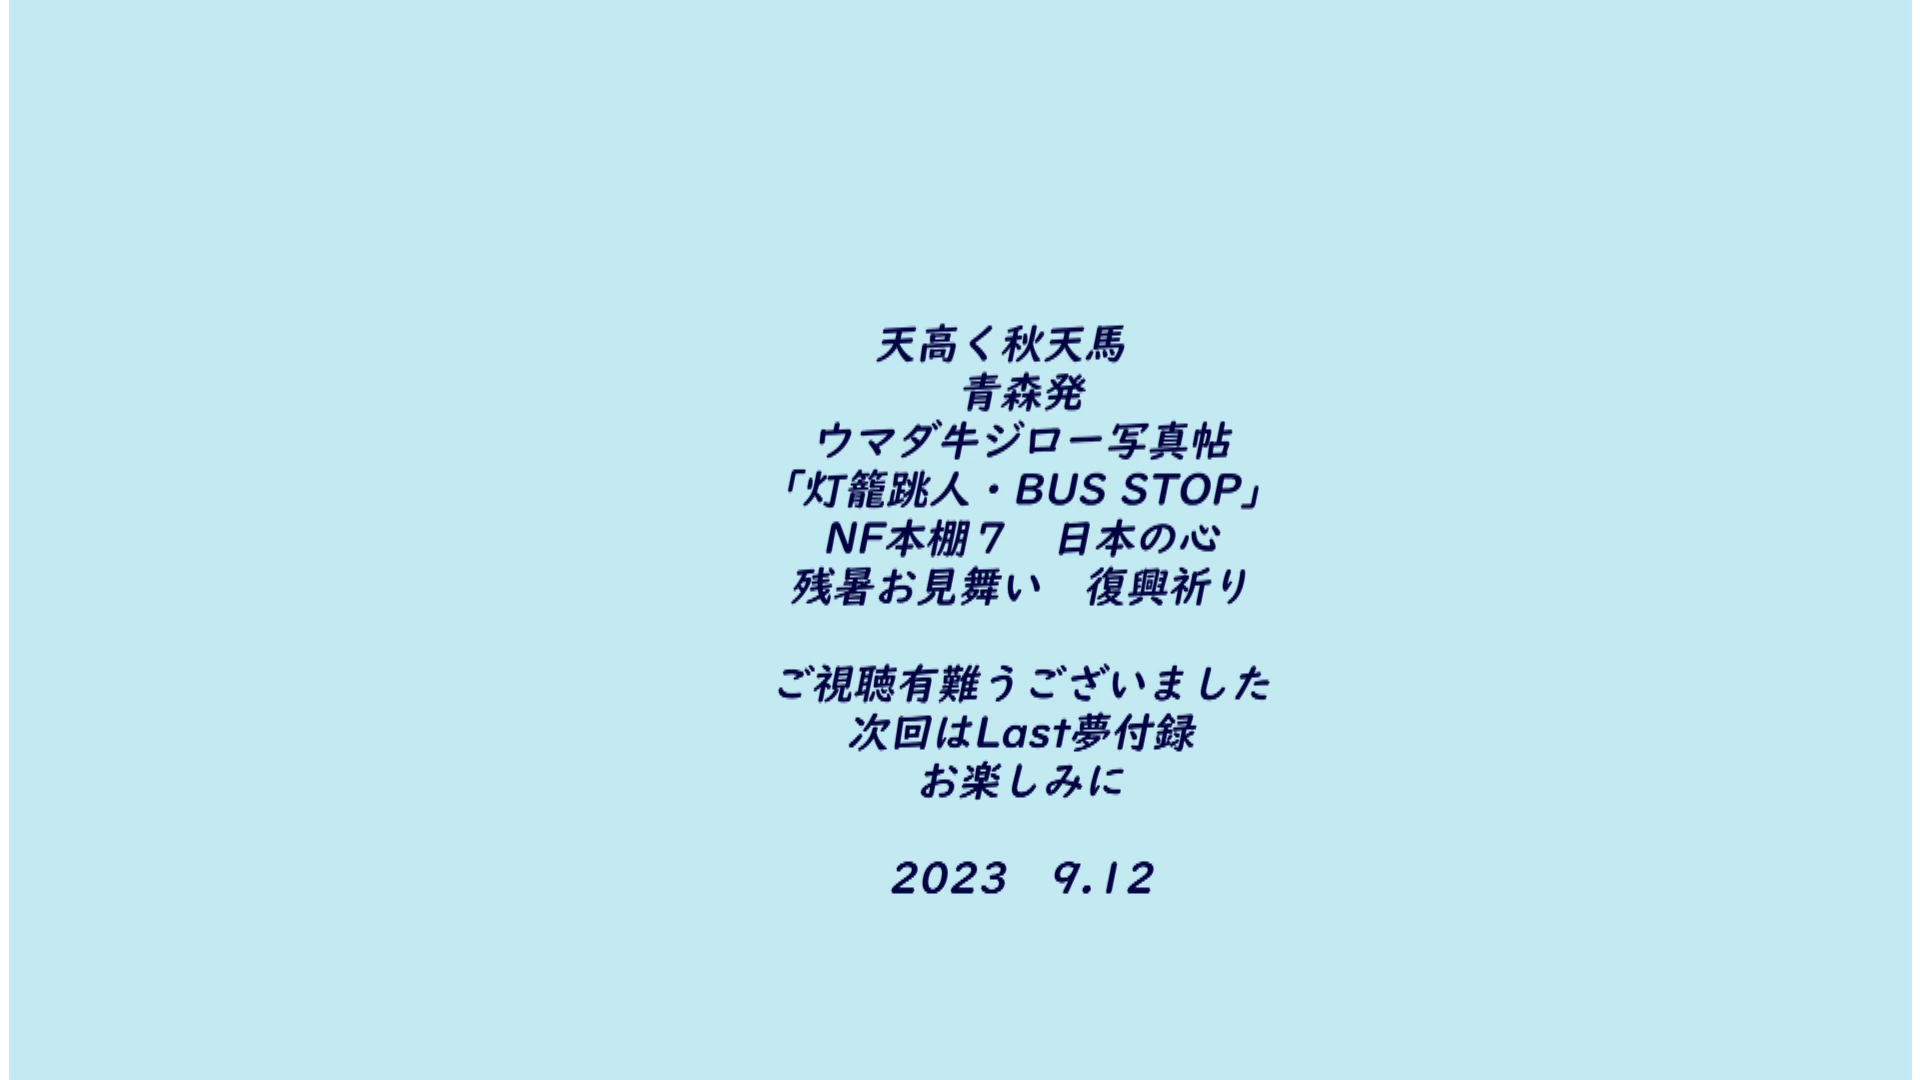 天高く秋天馬
青森発
ウマダ牛ジロー写真帖
「灯籠跳人・BUS STOP」
NF本棚７　日本の心
残暑お見舞い　復興祈り
ご視聴有難うございました
次回はLast夢付録
お楽しみに
2023　9.12